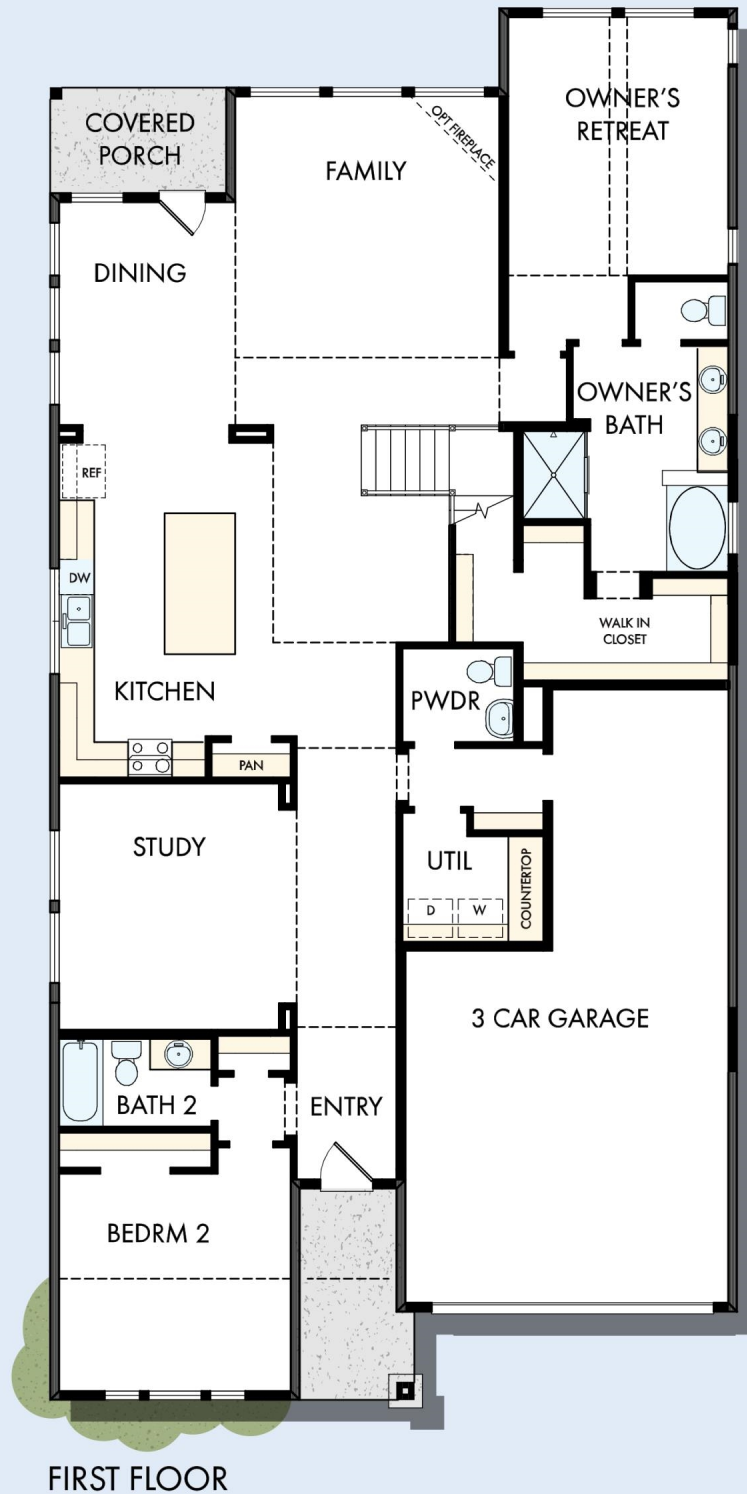 OWNER'S
RETREAT
COVERED
PORCH
FAMILY
OPT FIREPLACE
DINING
OWNER'S
BATH
REF
DW
WALK IN
CLOSET
KITCHEN
PWDR
PAN
STUDY
UTIL
COUNTERTOP
D
W
3 CAR GARAGE
BATH 2
ENTRY
BEDRM 2
FIRST FLOOR